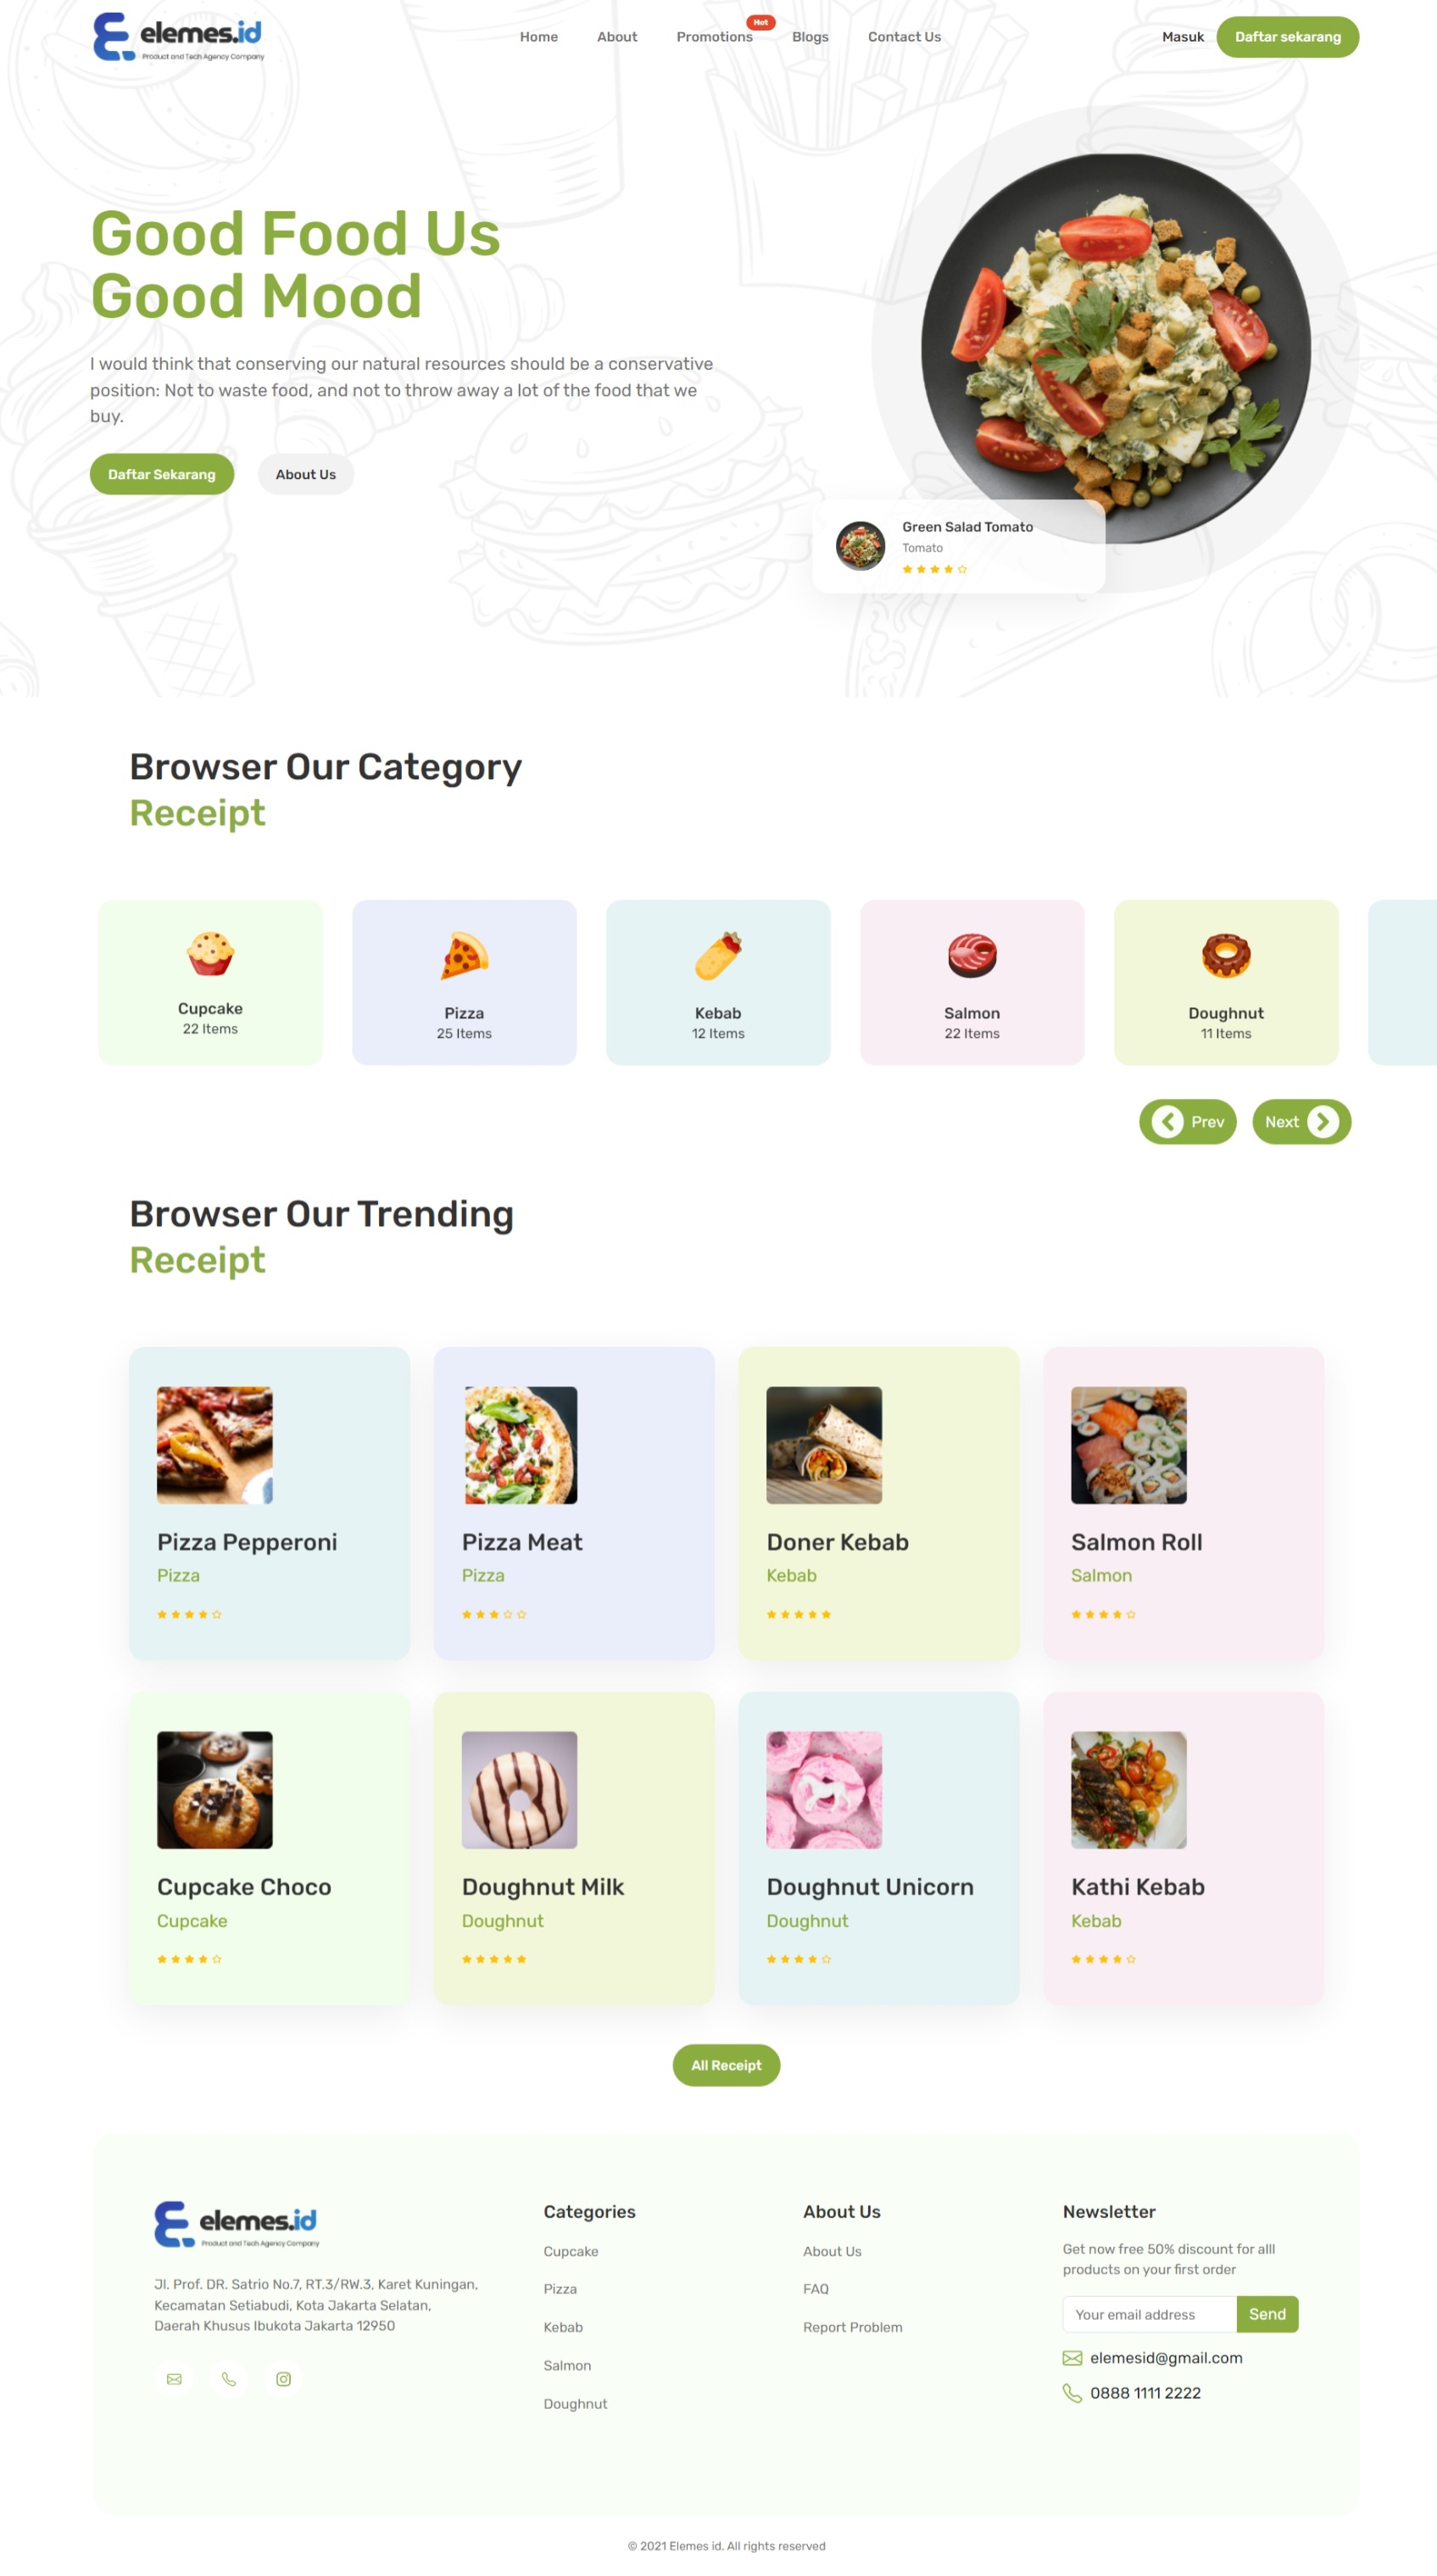 elemes.id
Product and Tech Agency Company
Home
About
Promotions
Hot
Blogs
Contact Us
Masuk
Daftar sekarang
Good Food Us
Good Mood
I would think that conserving our natural resources should be a conservative
position: Not to waste food, and not to throw away a lot of the food that we
buy.
Daftar Sekarang
About Us
Green Salad Tomato
Tomato
Browser Our Category
Receipt
Cupcake
22 Items
Pizza
25 Items
Kebab
12 Items
Salmon
22 Items
Doughnut
11 Items
Prev
Next
Browser Our Trending
Receipt
Pizza Pepperoni
Pizza
Pizza Meat
Pizza
Doner Kebab
Kebab
Salmon Roll
Salmon
Cupcake Choco
Cupcake
Doughnut Milk
Doughnut
Doughnut Unicorn
Doughnut
Kathi Kebab
Kebab
All Receipt
elemes.id
Product and Tech Agency Company
Jl. Prof. DR. Satrio No.7, RT.3/RW.3, Karet Kuningan,
Kecamatan Setiabudi, Kota Jakarta Selatan,
Daerah Khusus Ibukota Jakarta 12950
Categories
Cupcake
Pizza
Kebab
Salmon
Doughnut
About Us
About Us
FAQ
Report Problem
Newsletter
Get now free 50% discount for alll
products on your first order
Your email address
Send
elemesid@gmail.com
0888 1111 2222
© 2021 Elemes id. All rights reserved